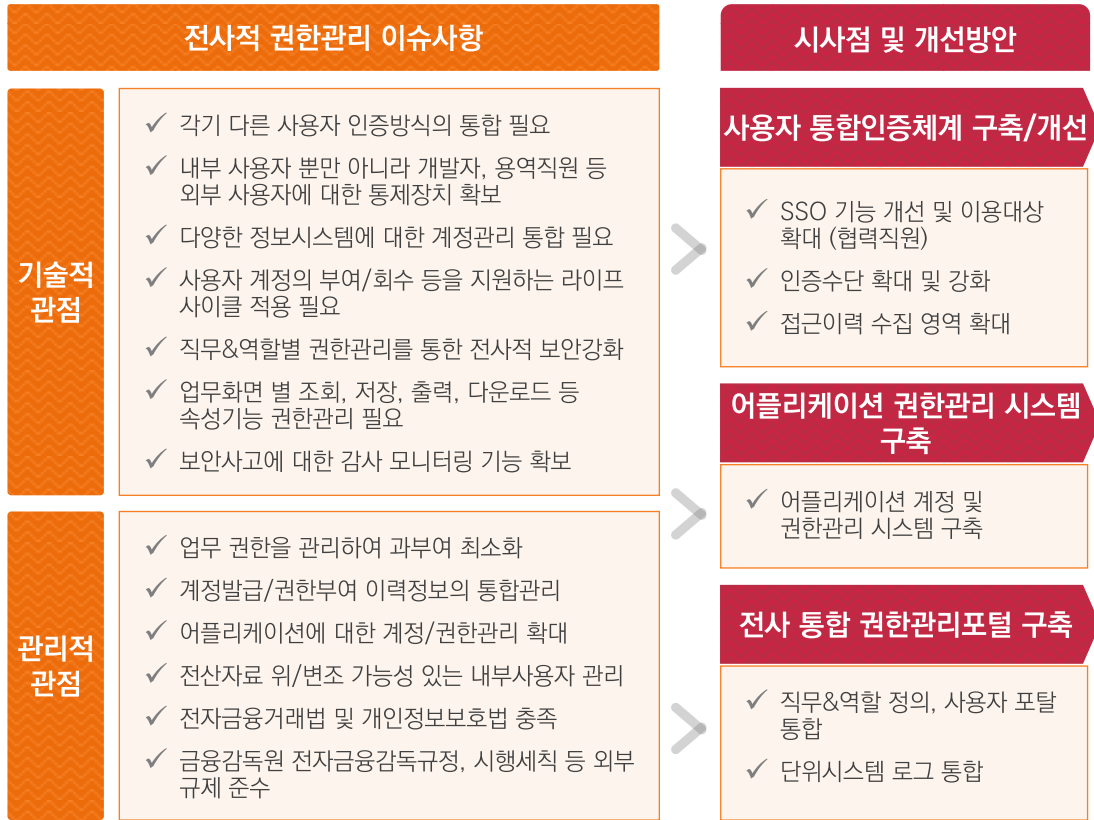 전사적 권한관리 이슈사항
시사점 및 개선방안
기술적
관점
각기 다른 사용자 인증방식의 통합 필요
내부 사용자 뿐만 아니라 개발자, 용역직원 등
외부 사용자에 대한 통제장치 확보
다양한 정보시스템에 대한 계정관리 통합 필요
사용자 계정의 부여/회수 등을 지원하는 라이프
사이클 적용 필요
직무&역할별 권한관리를 통한 전사적 보안강화
업무화면 별 조회, 저장, 출력, 다운로드 등
속성기능 권한관리 필요
보안사고에 대한 감사 모니터링 기능 확보
관리적
관점
업무 권한을 관리하여 과부여 최소화
계정발급/권한부여 이력정보의 통합관리
어플리케이션에 대한 계정/권한관리 확대
전산자료 위/변조 가능성 있는 내부사용자 관리
전자금융거래법 및 개인정보보호법 충족
금융감독원 전자금융감독규정, 시행세칙 등 외부
규제 준수
사용자 통합인증체계 구축/개선
SSO 기능 개선 및 이용대상
확대 (협력직원)
인증수단 확대 및 강화
접근이력 수집 영역 확대
어플리케이션 권한관리 시스템
구축
어플리케이션 계정 및
권한관리 시스템 구축
전사 통합 권한관리포털 구축
직무&역할 정의, 사용자 포탈
통합
단위시스템 로그 통합